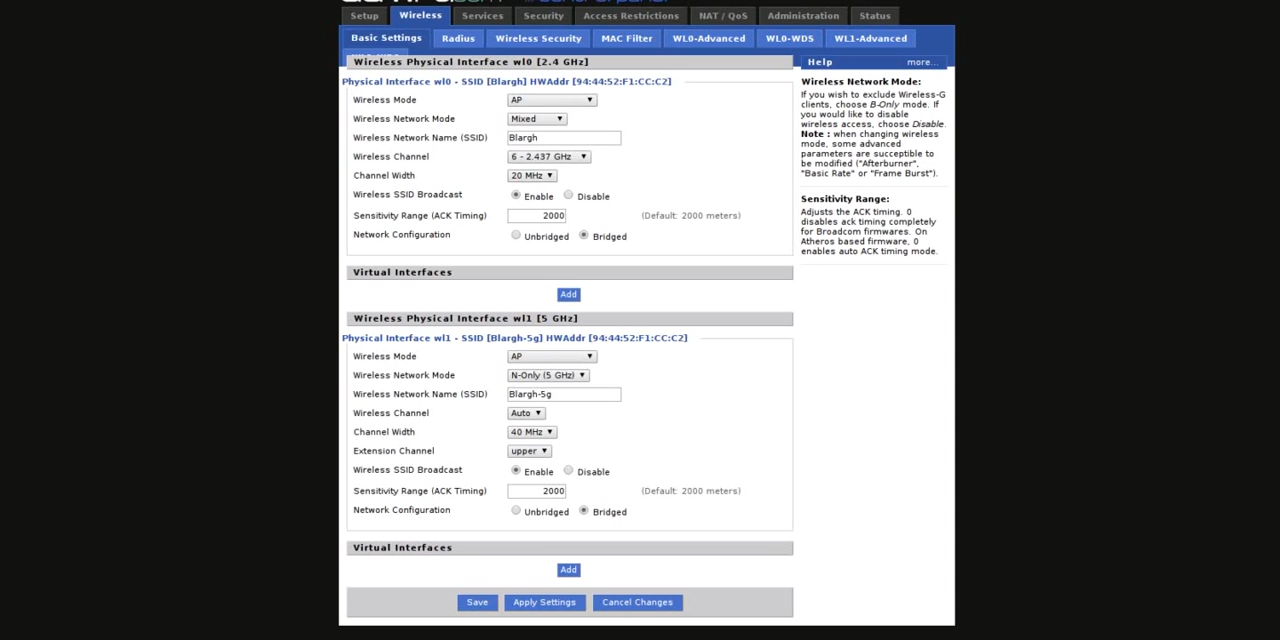 Setup Wireless Services Security Access Restrictions NAT / QoS Administration Status
Basic Settings Radius Wireless Security MAC Filter WL0-Advanced WL0-WDS WL1-Advanced
Wireless Physical Interface wl0 [2.4 GHz]
Physical Interface wl0 - SSID [Blargh] HWAddr [94:44:52:F1:CC:C2]
Wireless Mode AP
Wireless Network Mode Mixed
Wireless Network Name (SSID) Blargh
Wireless Channel 6 - 2.437 GHz
Channel Width 20 MHz
Wireless SSID Broadcast Enable Disable
Sensitivity Range (ACK Timing) 2000 (Default: 2000 meters)
Network Configuration Unbridged Bridged
Virtual Interfaces
Add
Wireless Physical Interface wl1 [5 GHz]
Physical Interface wl1 - SSID [Blargh-5g] HWAddr [94:44:52:F1:CC:C2]
Wireless Mode AP
Wireless Network Mode N-Only (5 GHz)
Wireless Network Name (SSID) Blargh-5g
Wireless Channel Auto
Channel Width 40 MHz
Extension Channel upper
Wireless SSID Broadcast Enable Disable
Sensitivity Range (ACK Timing) 2000 (Default: 2000 meters)
Network Configuration Unbridged Bridged
Virtual Interfaces
Add
Save Apply Settings Cancel Changes
Help more...
Wireless Network Mode:
If you wish to exclude Wireless-G
clients, choose B-Only mode. If
you would like to disable
wireless access, choose Disable.
Note : when changing wireless
mode, some advanced
parameters are succeptible to
be modified ("Afterburner",
"Basic Rate" or "Frame Burst").
Sensitivity Range:
Adjusts the ACK timing. 0
disables ack timing completely
for Broadcom firmwares. On
Atheros based firmware, 0
enables auto ACK timing mode.